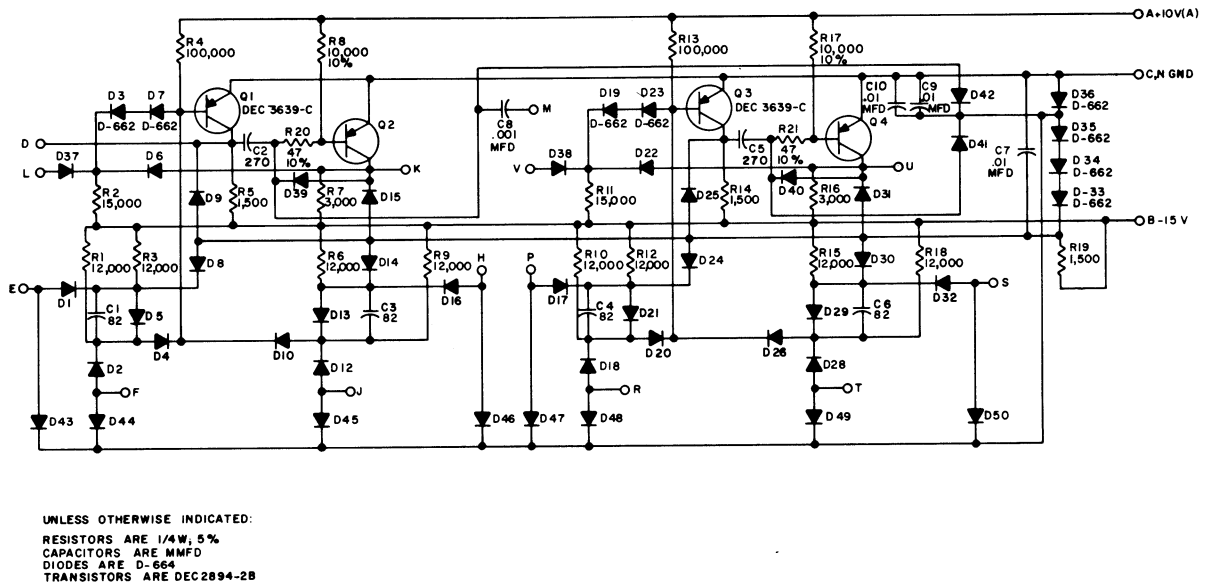 A+10V(A)
R4
100,000
R8
10,000
10%
R13
100,000
R17
10,000
10%
C,N GND
D3
D7
D-662
D-662
Q1
DEC 3639-C
Q2
C8
.001
MFD
M
D19
D23
D-662
D-662
Q3
DEC 3639-C
Q4
C10
.01
MFD
C9
.01
MFD
D42
D36
D-662
D35
D-662
D34
D-662
D-33
D-662
D
L
D37
D6
C2
270
R20
47
10%
D39
K
V
D38
D22
C5
270
R21
47
10%
D40
U
D41
C7
.01
MFD
R2
15,000
D9
R5
1,500
R7
3,000
D15
R11
15,000
D25
R14
1,500
R16
3,000
D31
B-15V
R1
12,000
R3
12,000
D8
R6
12,000
D14
R9
12,000
H
P
R10
12,000
R12
12,000
D24
R15
12,000
D30
R18
12,000
R19
1,500
E
D1
C1
82
D5
D13
C3
82
D16
D17
C4
82
D21
D29
C6
82
D32
S
D4
D10
D20
D26
D2
D12
D18
D28
F
J
R
T
D43
D44
D45
D46
D47
D48
D49
D50
UNLESS OTHERWISE INDICATED:
RESISTORS ARE 1/4W; 5%
CAPACITORS ARE MMFD
DIODES ARE D-664
TRANSISTORS ARE DEC2894-2B